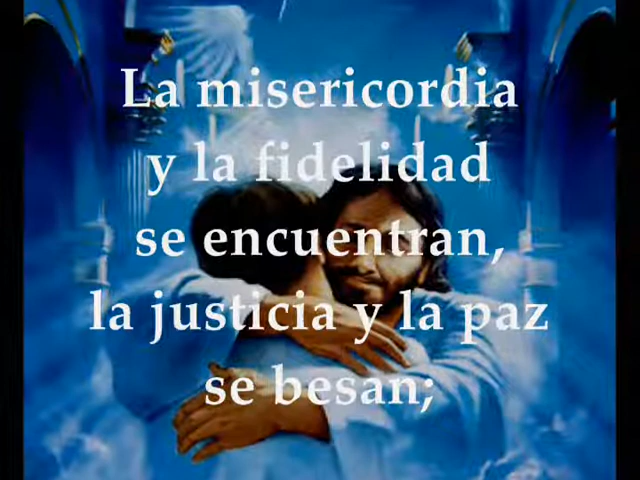 La misericordia
y la fidelidad
se encuentran,
la justicia y la paz
se besan;